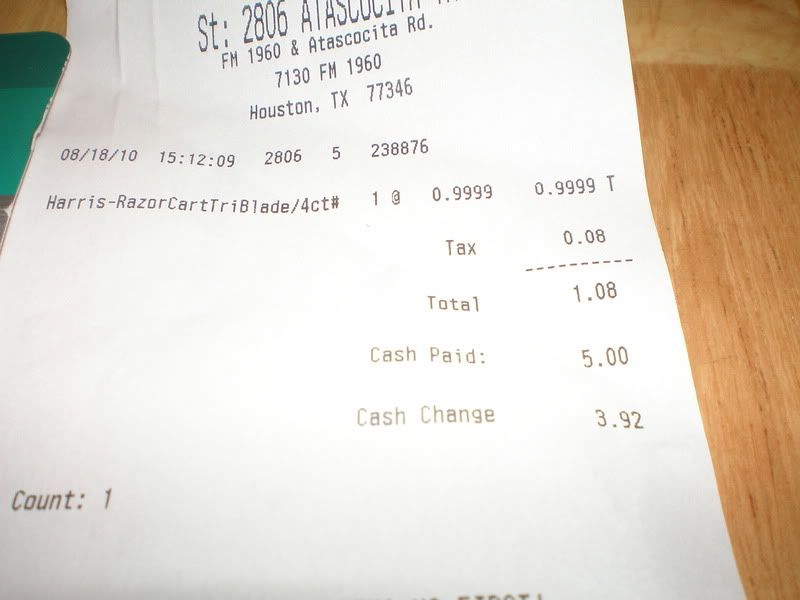 St: 2806 ATASCOCITA
FM 1960 & Atascocita Rd.
7130 FM 1960
Houston, TX 77346
08/18/10 15:12:09 2806 5 238876
Harris-RazorCartTriBlade/4ct# 1 @ 0.9999 0.9999 T
Tax 0.08
----------
Total 1.08
Cash Paid: 5.00
Cash Change 3.92
Count: 1